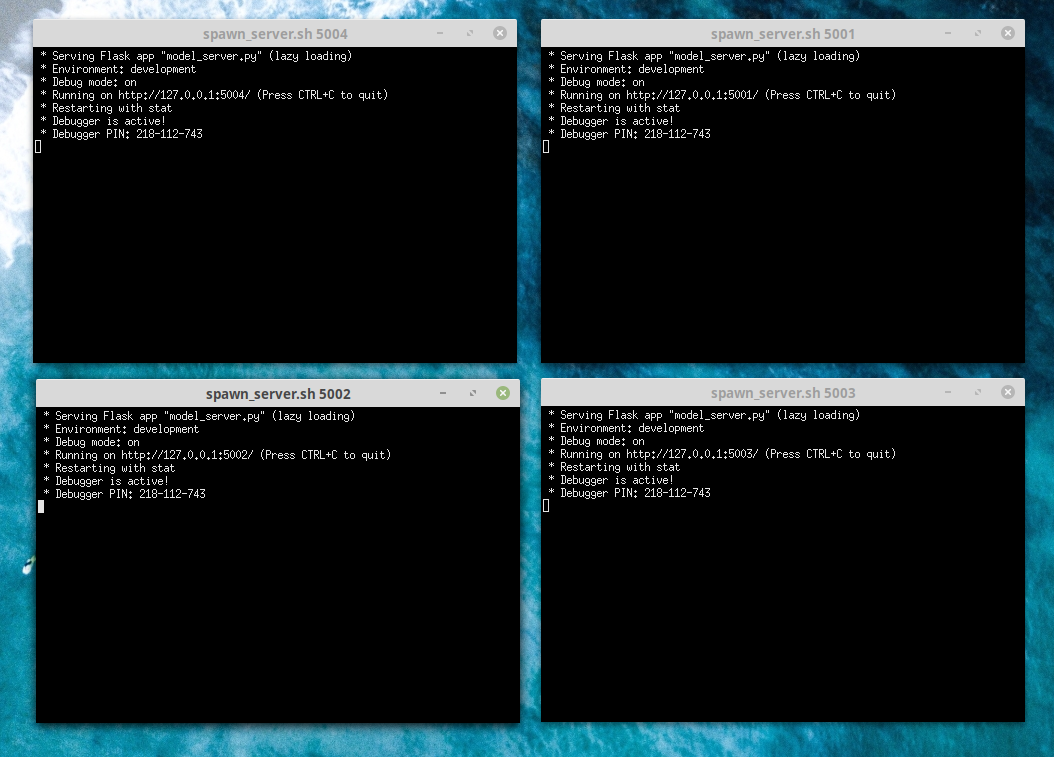 spawn_server.sh 5004
* Serving Flask app "model_server.py" (lazy loading)
* Environment: development
* Debug mode: on
* Running on http://127.0.0.1:5004/ (Press CTRL+C to quit)
* Restarting with stat
* Debugger is active!
* Debugger PIN: 218-112-743
spawn_server.sh 5001
* Serving Flask app "model_server.py" (lazy loading)
* Environment: development
* Debug mode: on
* Running on http://127.0.0.1:5001/ (Press CTRL+C to quit)
* Restarting with stat
* Debugger is active!
* Debugger PIN: 218-112-743
spawn_server.sh 5002
* Serving Flask app "model_server.py" (lazy loading)
* Environment: development
* Debug mode: on
* Running on http://127.0.0.1:5002/ (Press CTRL+C to quit)
* Restarting with stat
* Debugger is active!
* Debugger PIN: 218-112-743
spawn_server.sh 5003
* Serving Flask app "model_server.py" (lazy loading)
* Environment: development
* Debug mode: on
* Running on http://127.0.0.1:5003/ (Press CTRL+C to quit)
* Restarting with stat
* Debugger is active!
* Debugger PIN: 218-112-743